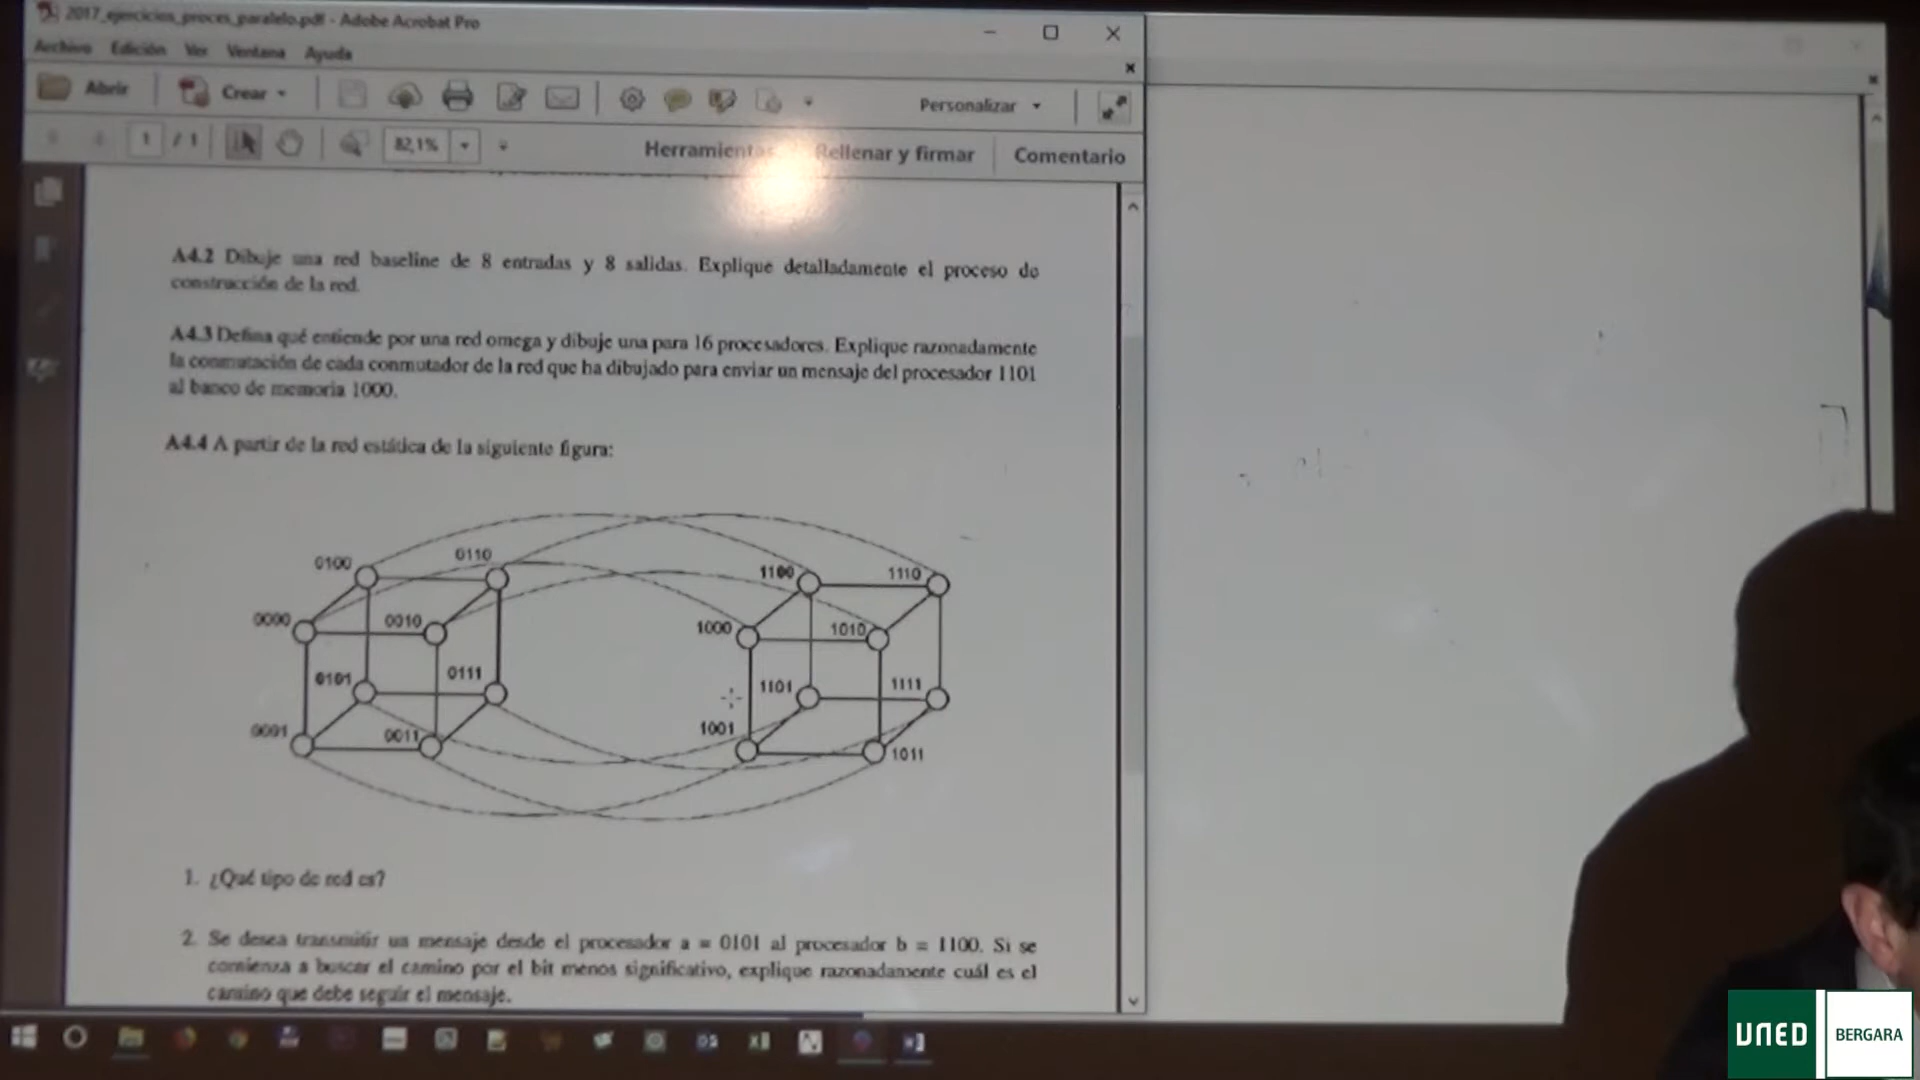 2017_ejercicios_proces_paralelo.pdf - Adobe Acrobat Pro
Archivo Edición Ver Ventana Ayuda
Abrir Crear Personalizar
1 / 1 82,1% Herramientas Rellenar y firmar Comentario
A4.2 Dibuje una red baseline de 8 entradas y 8 salidas. Explique detalladamente el proceso de
construcción de la red.
A4.3 Defina qué entiende por una red omega y dibuje una para 16 procesadores. Explique razonadamente
la conmutación de cada conmutador de la red que ha dibujado para enviar un mensaje del procesador 1101
al banco de memoria 1000.
A4.4 A partir de la red estática de la siguiente figura:
0100 0110 1100 1110
0000 0010 1000 1010
0101 0111 1101 1111
0001 0011 1001 1011
1. ¿Qué tipo de red es?
2. Se desea transmitir un mensaje desde el procesador a = 0101 al procesador b = 1100. Si se
comienza a buscar el camino por el bit menos significativo, explique razonadamente cuál es el
camino que debe seguir el mensaje.
UNED BERGARA